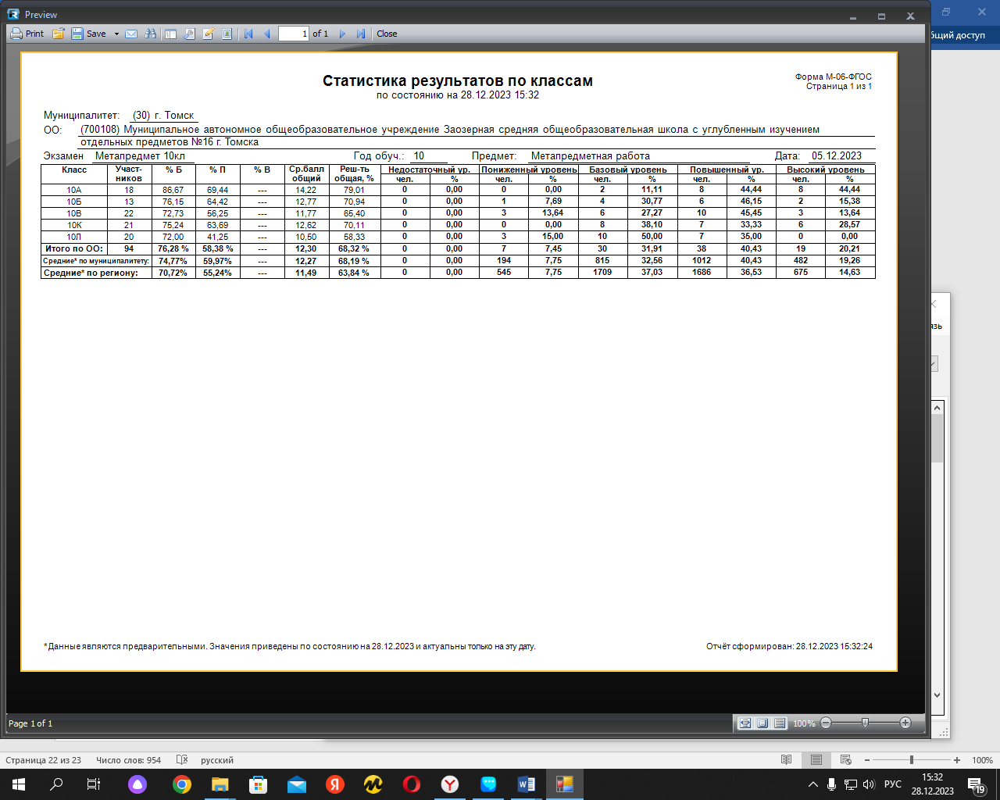 Preview
Print Save 1 of 1 Close
бщий доступ
Статистика результатов по классам
по состоянию на 28.12.2023 15:32
Форма М-06-ФГОС
Страница 1 из 1
Муниципалитет: (30) г. Томск
ОО: (700108) Муниципальное автономное общеобразовательное учреждение Заозерная средняя общеобразовательная школа с углубленным изучением
отдельных предметов №16 г. Томска
Экзамен Метапредмет 10кл Год обуч.: 10 Предмет: Метапредметная работа Дата: 05.12.2023
Класс Участ- % Б % П % В Ср.балл Реш-ть Недостаточный ур. Пониженный уровень Базовый уровень Повышенный ур. Высокий уровень
ников общий общая, % чел. % чел. % чел. % чел. % чел. %
10А 18 86,67 69,44 --- 14,22 79,01 0 0,00 0 0,00 2 11,11 8 44,44 8 44,44
10Б 13 76,15 64,42 --- 12,77 70,94 0 0,00 1 7,69 4 30,77 6 46,15 2 15,38
10В 22 72,73 56,25 --- 11,77 65,40 0 0,00 3 13,64 6 27,27 10 45,45 3 13,64
10К 21 75,24 63,69 --- 12,62 70,11 0 0,00 0 0,00 8 38,10 7 33,33 6 28,57
10Л 20 72,00 41,25 --- 10,50 58,33 0 0,00 3 15,00 10 50,00 7 35,00 0 0,00
Итого по ОО: 94 76,28 % 58,38 % --- 12,30 68,32 % 0 0,00 7 7,45 30 31,91 38 40,43 19 20,21
Средние* по муниципалитету: 74,77% 59,97% --- 12,27 68,19 % 0 0,00 194 7,75 815 32,56 1012 40,43 482 19,26
Средние* по региону: 70,72% 55,24% --- 11,49 63,84 % 0 0,00 545 7,75 1709 37,03 1686 36,53 675 14,63
язь
*Данные являются предварительными. Значения приведены по состоянию на 28.12.2023 и актуальны только на эту дату.
Отчёт сформирован: 28.12.2023 15:32:24
Page 1 of 1
100%
Страница 22 из 23 Число слов: 954 русский 100%
РУС
15:32
28.12.2023
19